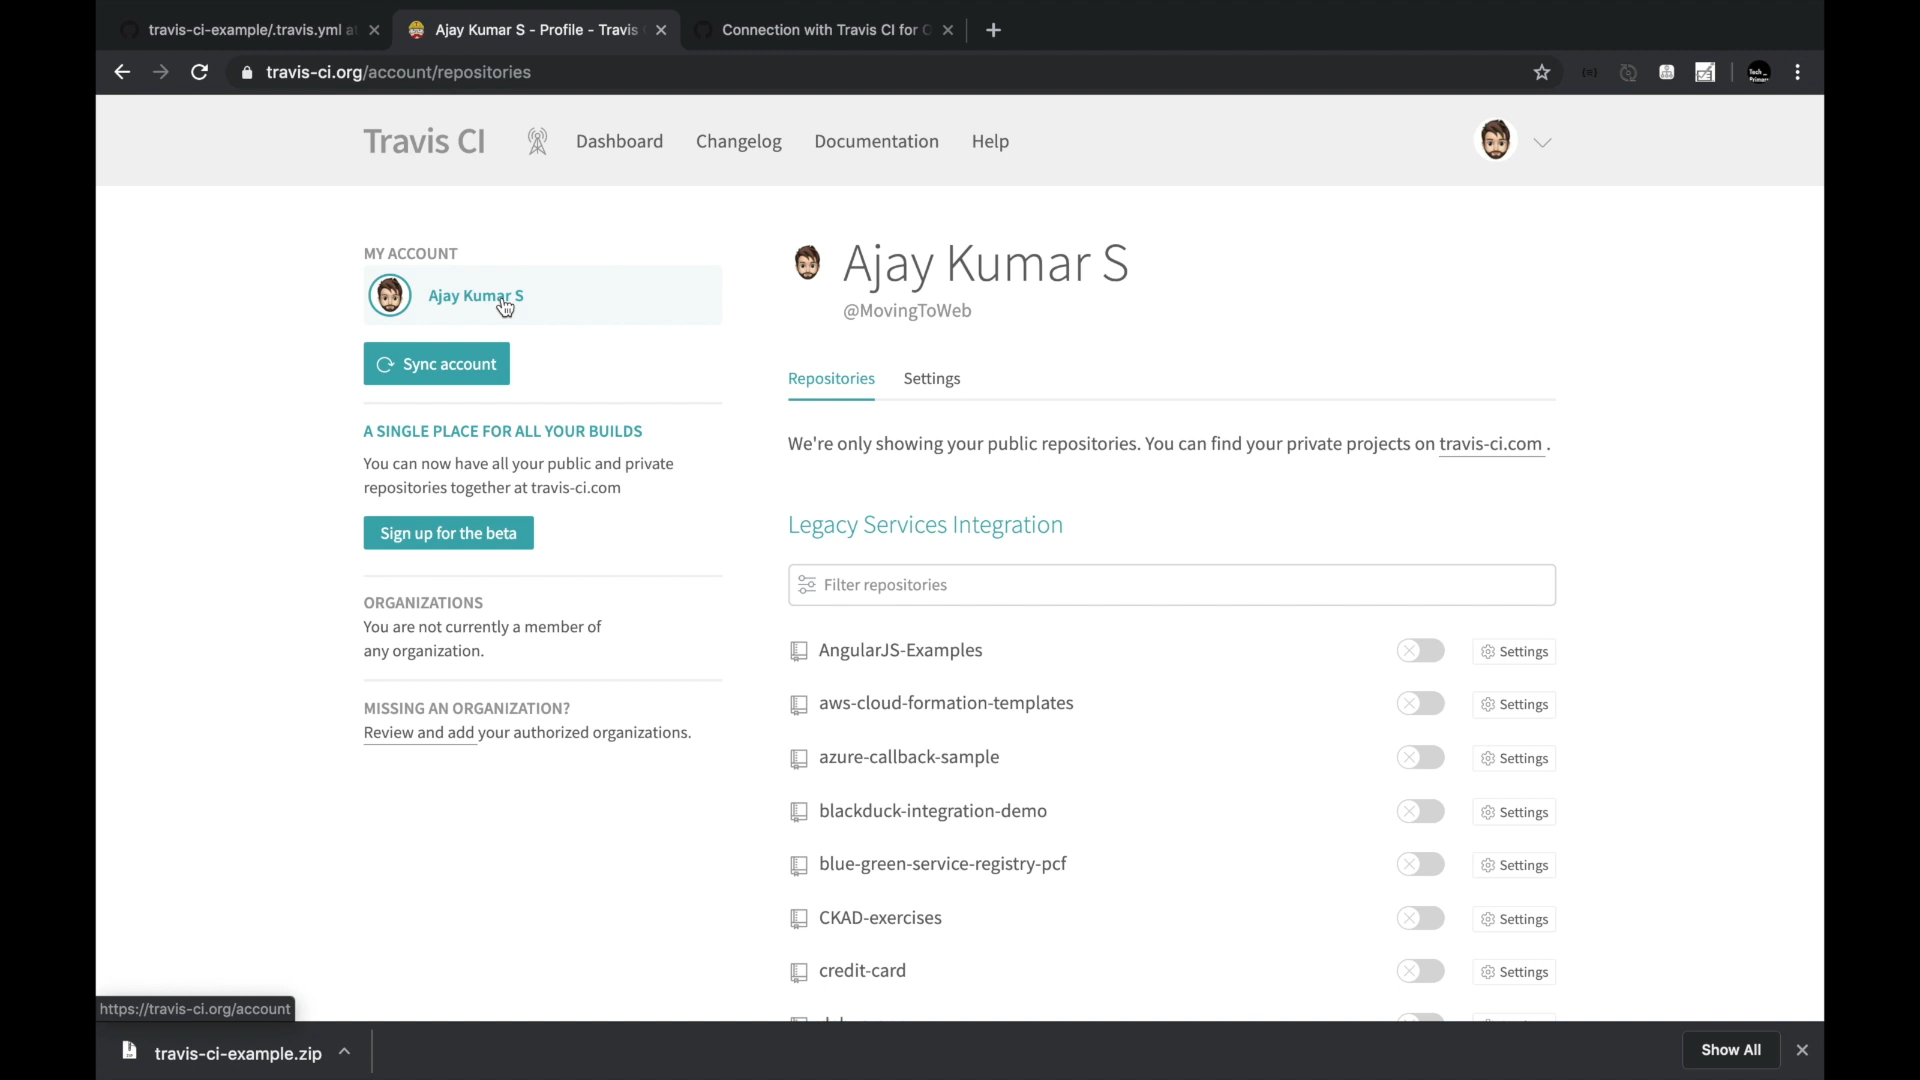 travis-ci-example/.travis.yml at
Ajay Kumar S - Profile - Travis
Connection with Travis CI for
travis-ci.org/account/repositories
Tech_
Travis CI
Dashboard
Changelog
Documentation
Help
MY ACCOUNT
Ajay Kumar S
Sync account
A SINGLE PLACE FOR ALL YOUR BUILDS
You can now have all your public and private
repositories together at travis-ci.com
Sign up for the beta
ORGANIZATIONS
You are not currently a member of
any organization.
MISSING AN ORGANIZATION?
Review and add your authorized organizations.
Ajay Kumar S
@MovingToWeb
Repositories
Settings
We're only showing your public repositories. You can find your private projects on travis-ci.com .
Legacy Services Integration
Filter repositories
AngularJS-Examples
Settings
aws-cloud-formation-templates
Settings
azure-callback-sample
Settings
blackduck-integration-demo
Settings
blue-green-service-registry-pcf
Settings
CKAD-exercises
Settings
credit-card
Settings
https://travis-ci.org/account
travis-ci-example.zip
Show All